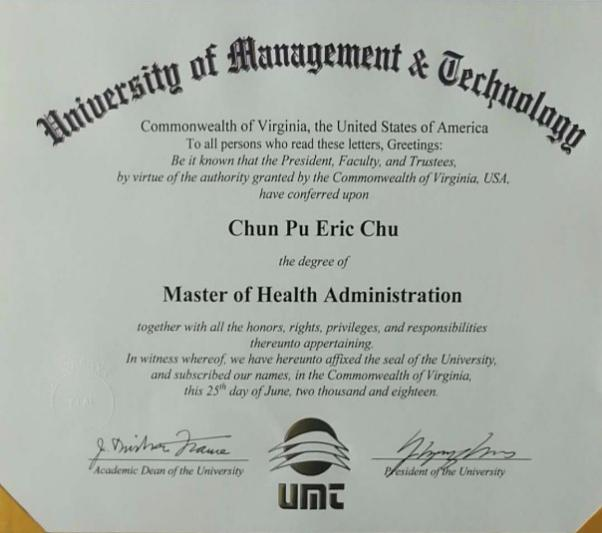 University of Management & Technology
Commonwealth of Virginia, the United States of America
To all persons who read these letters, Greetings:
Be it known that the President, Faculty, and Trustees,
by virtue of the authority granted by the Commonwealth of Virginia, USA,
have conferred upon
Chun Pu Eric Chu
the degree of
Master of Health Administration
together with all the honors, rights, privileges, and responsibilities
thereunto appertaining.
In witness whereof, we have hereunto affixed the seal of the University,
and subscribed our names, in the Commonwealth of Virginia,
this 25th day of June, two thousand and eighteen.
Academic Dean of the University
President of the University
UMT